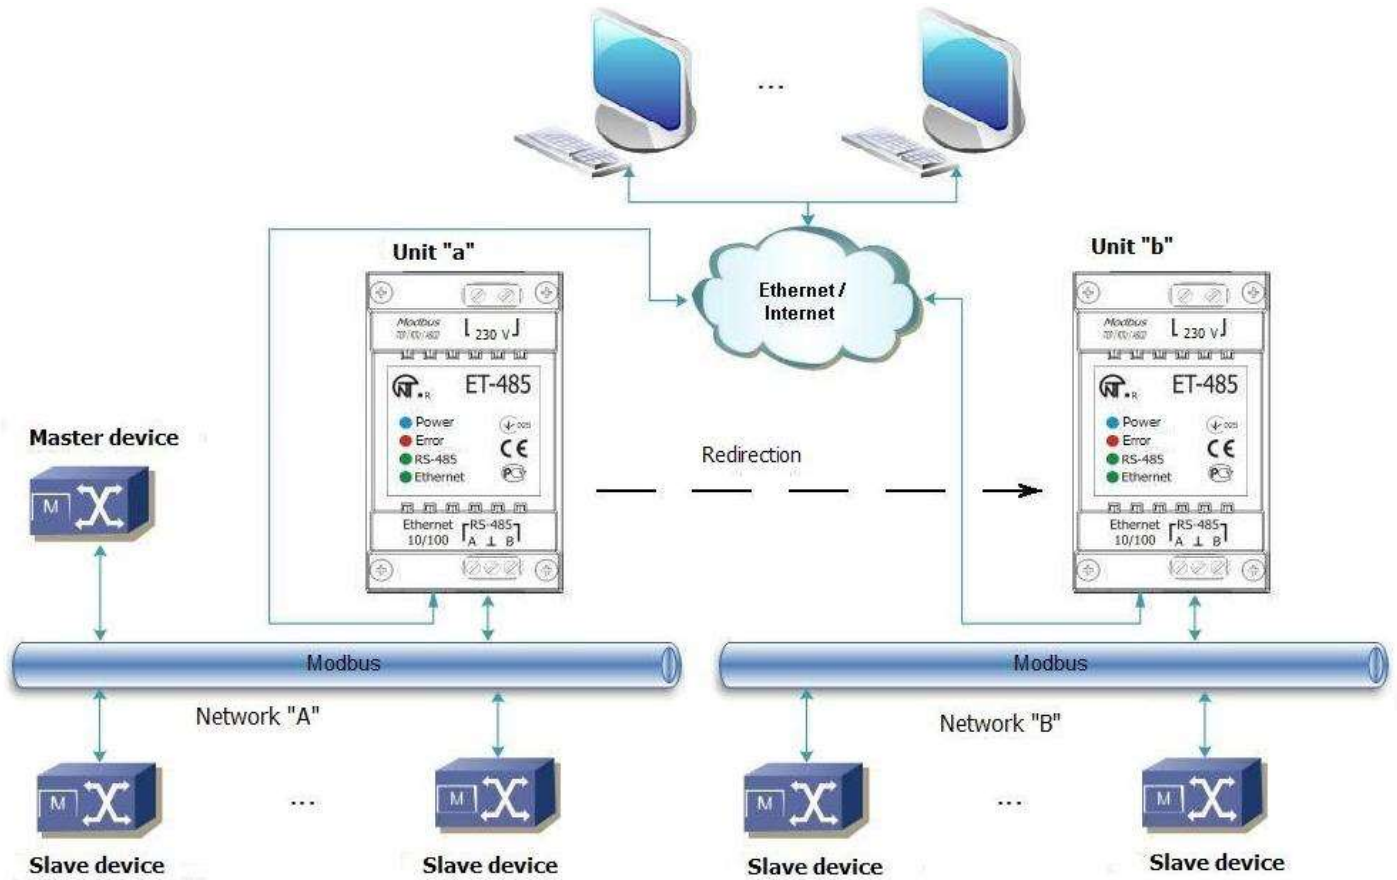 ...
Unit "a"
Unit "b"
Ethernet /
Internet
Modbus
230 V
ET-485
R
Power
Error
RS-485
Ethernet
CE
Ethernet
10/100
RS-485
A ⊥ B
Modbus
230 V
ET-485
R
Power
Error
RS-485
Ethernet
CE
Ethernet
10/100
RS-485
A ⊥ B
Master device
M
Redirection
Modbus
Modbus
Network "A"
Network "B"
M
...
M
M
...
M
Slave device
Slave device
Slave device
Slave device